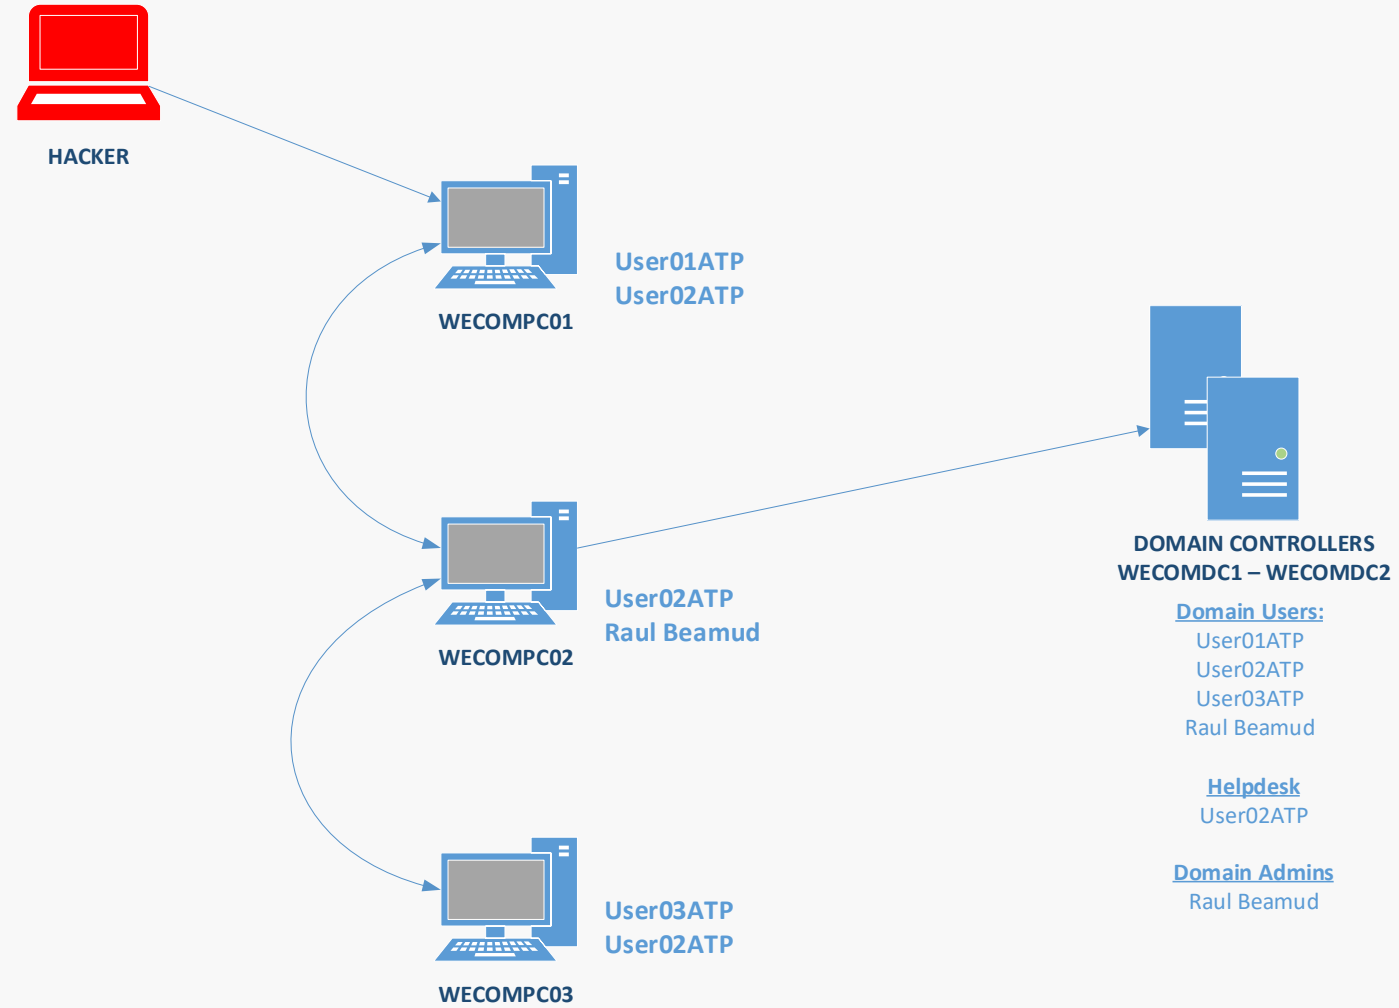 HACKER
User01ATP
User02ATP
WECOMPC01
User02ATP
Raul Beamud
WECOMPC02
User03ATP
User02ATP
WECOMPC03
DOMAIN CONTROLLERS
WECOMDC1 – WECOMDC2
Domain Users:
User01ATP
User02ATP
User03ATP
Raul Beamud
Helpdesk
User02ATP
Domain Admins
Raul Beamud